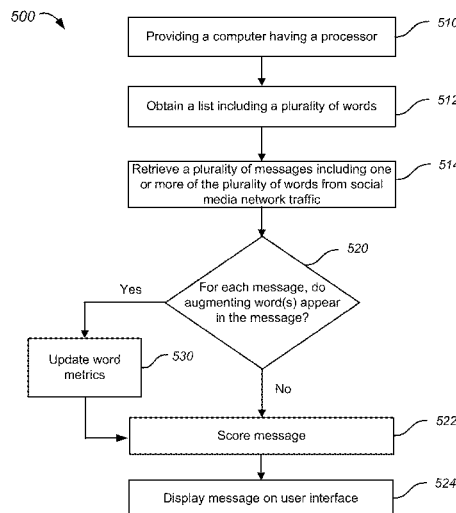 500
Providing a computer having a processor
510
Obtain a list including a plurality of words
512
Retrieve a plurality of messages including one
or more of the plurality of words from social
media network traffic
514
520
For each message, do
augmenting word(s) appear
in the message?
Yes
Update word
metrics
530
No
Score message
522
Display message on user interface
524